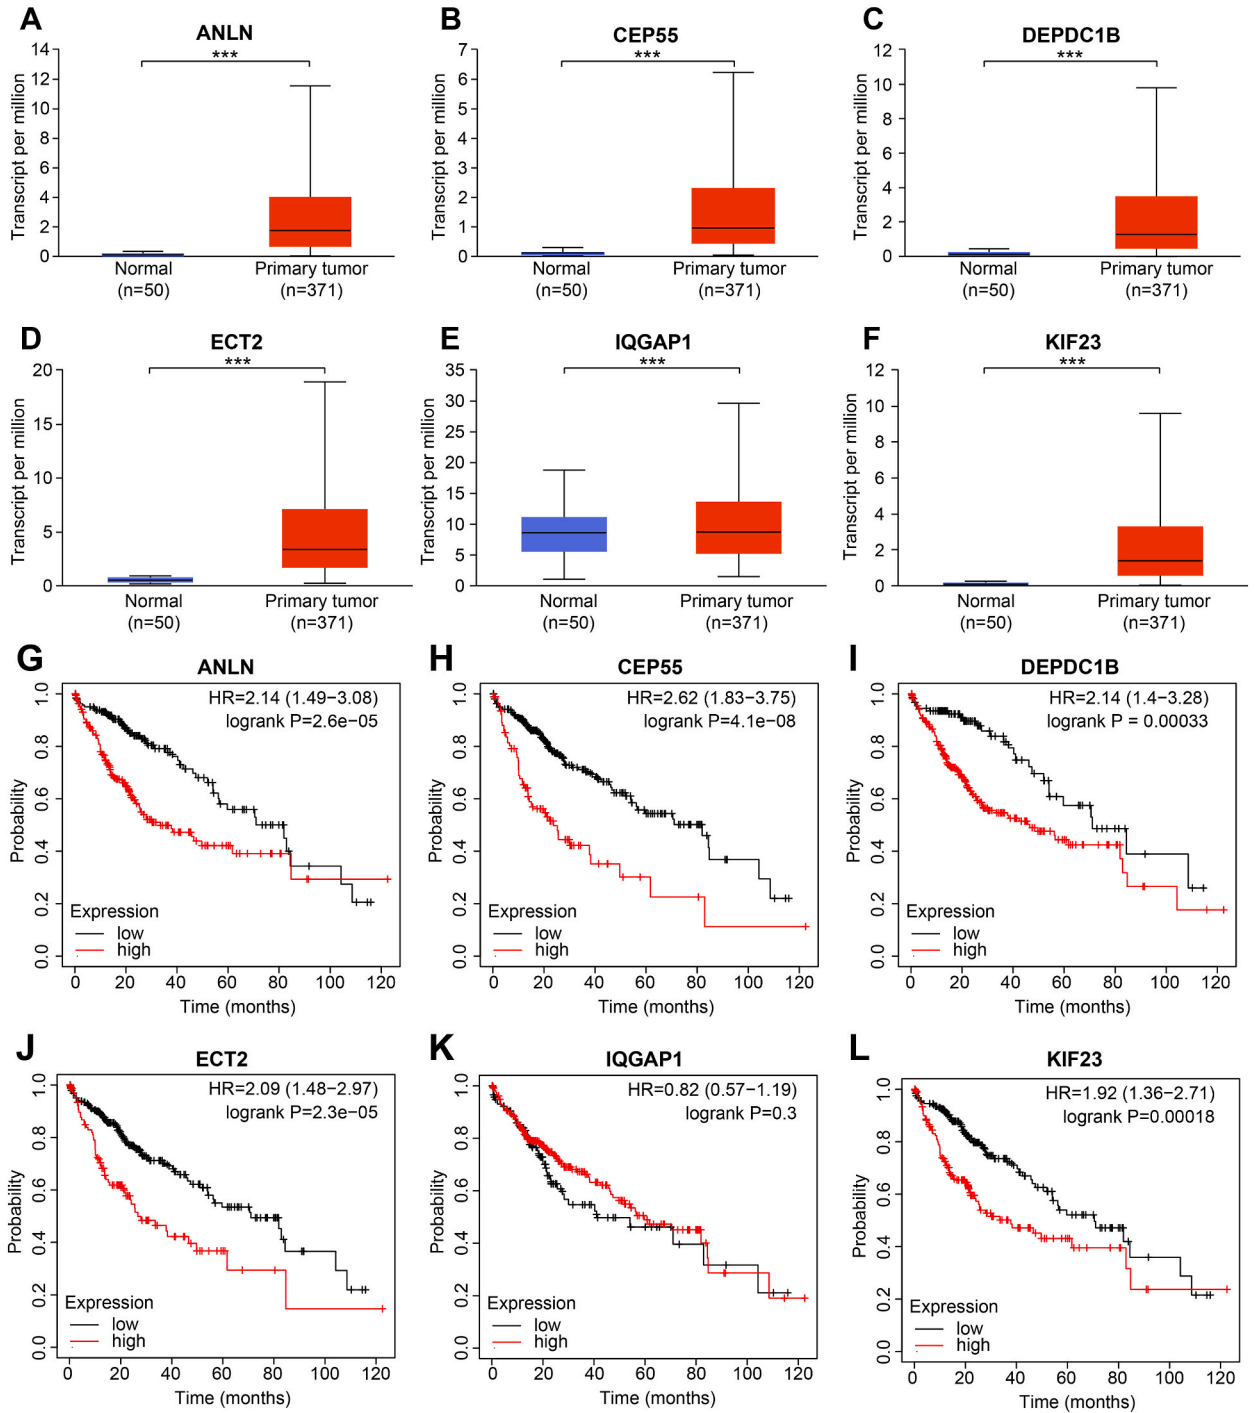 A
ANLN
***
Transcript per million
14
12
10
8
6
4
2
0
Normal
(n=50)
Primary tumor
(n=371)
B
CEP55
***
Transcript per million
7
6
5
4
3
2
1
0
Normal
(n=50)
Primary tumor
(n=371)
C
DEPDC1B
***
Transcript per million
12
10
8
6
4
2
0
Normal
(n=50)
Primary tumor
(n=371)
D
ECT2
***
Transcript per million
20
15
10
5
0
Normal
(n=50)
Primary tumor
(n=371)
E
IQGAP1
***
Transcript per million
35
30
25
20
15
10
5
0
Normal
(n=50)
Primary tumor
(n=371)
F
KIF23
***
Transcript per million
12
10
8
6
4
2
0
Normal
(n=50)
Primary tumor
(n=371)
G
ANLN
HR=2.14 (1.49−3.08)
logrank P=2.6e−05
Probability
1.0
0.8
0.6
0.4
0.2
0.0
Expression
low
high
0 20 40 60 80 100 120
Time (months)
H
CEP55
HR=2.62 (1.83−3.75)
logrank P=4.1e−08
Probability
1.0
0.8
0.6
0.4
0.2
0.0
Expression
low
high
0 20 40 60 80 100 120
Time (months)
I
DEPDC1B
HR=2.14 (1.4−3.28)
logrank P = 0.00033
Probability
1.0
0.8
0.6
0.4
0.2
0.0
Expression
low
high
0 20 40 60 80 100 120
Time (months)
J
ECT2
HR=2.09 (1.48−2.97)
logrank P=2.3e−05
Probability
1.0
0.8
0.6
0.4
0.2
0.0
Expression
low
high
0 20 40 60 80 100 120
Time (months)
K
IQGAP1
HR=0.82 (0.57−1.19)
logrank P=0.3
Probability
1.0
0.8
0.6
0.4
0.2
0.0
Expression
low
high
0 20 40 60 80 100 120
Time (months)
L
KIF23
HR=1.92 (1.36−2.71)
logrank P=0.00018
Probability
1.0
0.8
0.6
0.4
0.2
0.0
Expression
low
high
0 20 40 60 80 100 120
Time (months)